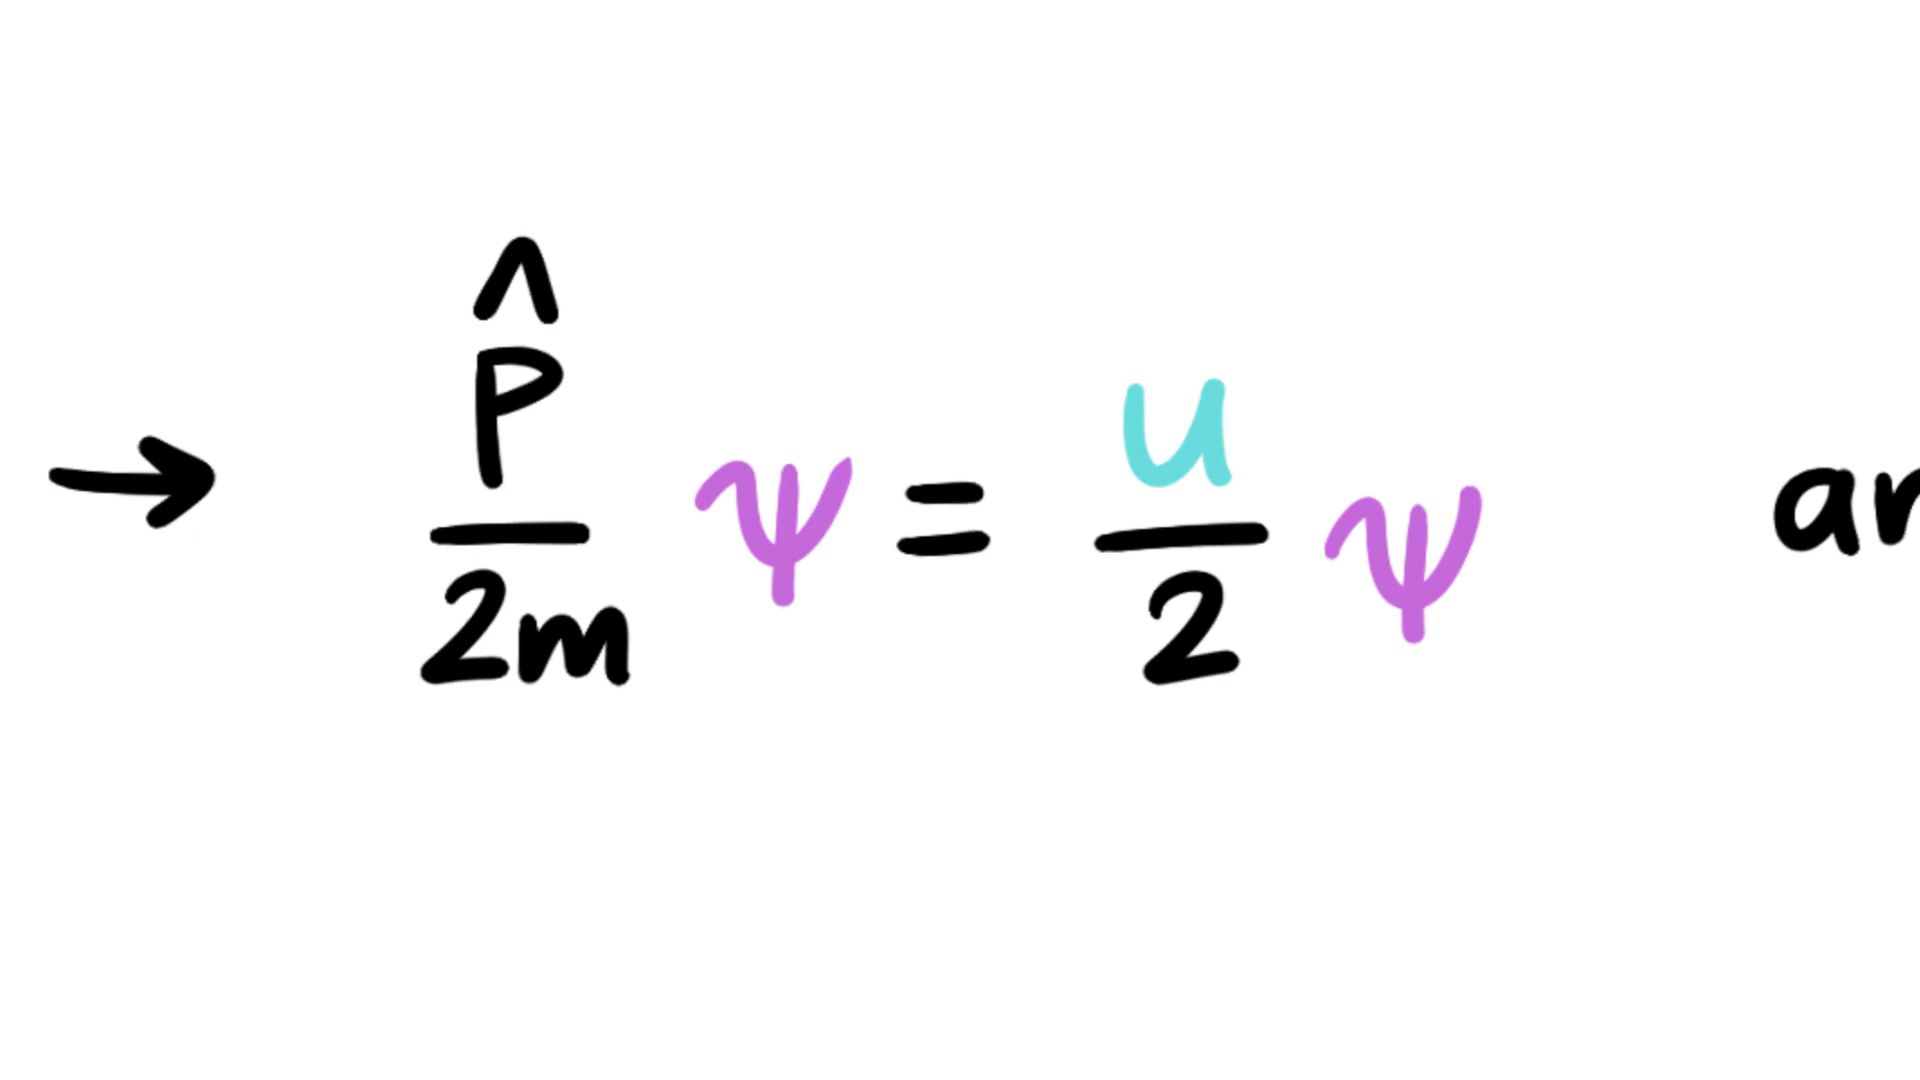 → P̂/2m ψ = u/2 ψ